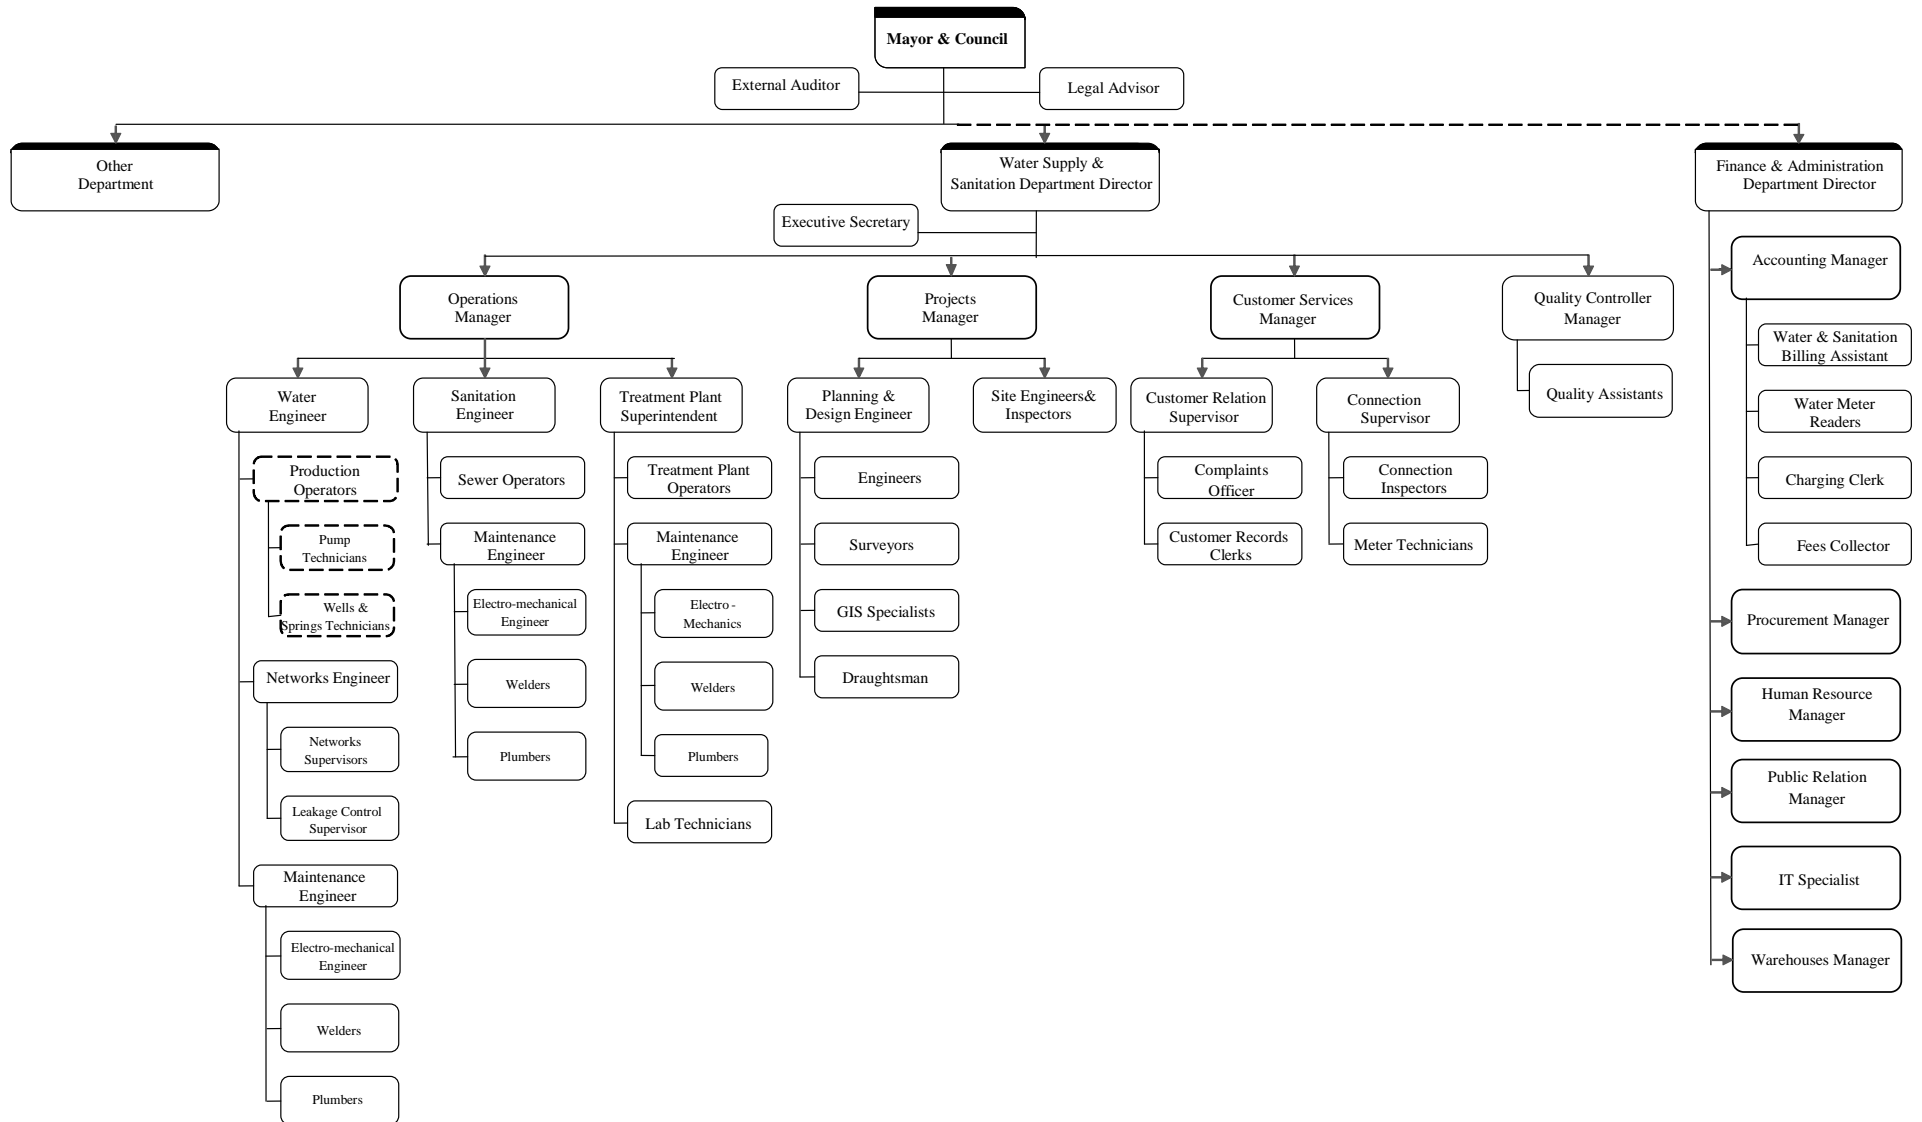 Mayor & Council
External Auditor
Legal Advisor
Other
Department
Water Supply &
Sanitation Department Director
Finance & Administration
Department Director
Executive Secretary
Operations
Manager
Projects
Manager
Customer Services
Manager
Quality Controller
Manager
Quality Assistants
Water
Engineer
Production
Operators
Pump
Technicians
Wells &
Springs Technicians
Networks Engineer
Networks
Supervisors
Leakage Control
Supervisor
Maintenance
Engineer
Electro-mechanical
Engineer
Welders
Plumbers
Sanitation
Engineer
Sewer Operators
Maintenance
Engineer
Electro-mechanical
Engineer
Welders
Plumbers
Treatment Plant
Superintendent
Treatment Plant
Operators
Maintenance
Engineer
Electro -
Mechanics
Welders
Plumbers
Lab Technicians
Planning &
Design Engineer
Engineers
Surveyors
GIS Specialists
Draughtsman
Site Engineers&
Inspectors
Customer Relation
Supervisor
Complaints
Officer
Customer Records
Clerks
Connection
Supervisor
Connection
Inspectors
Meter Technicians
Accounting Manager
Water & Sanitation
Billing Assistant
Water Meter
Readers
Charging Clerk
Fees Collector
Procurement Manager
Human Resource
Manager
Public Relation
Manager
IT Specialist
Warehouses Manager